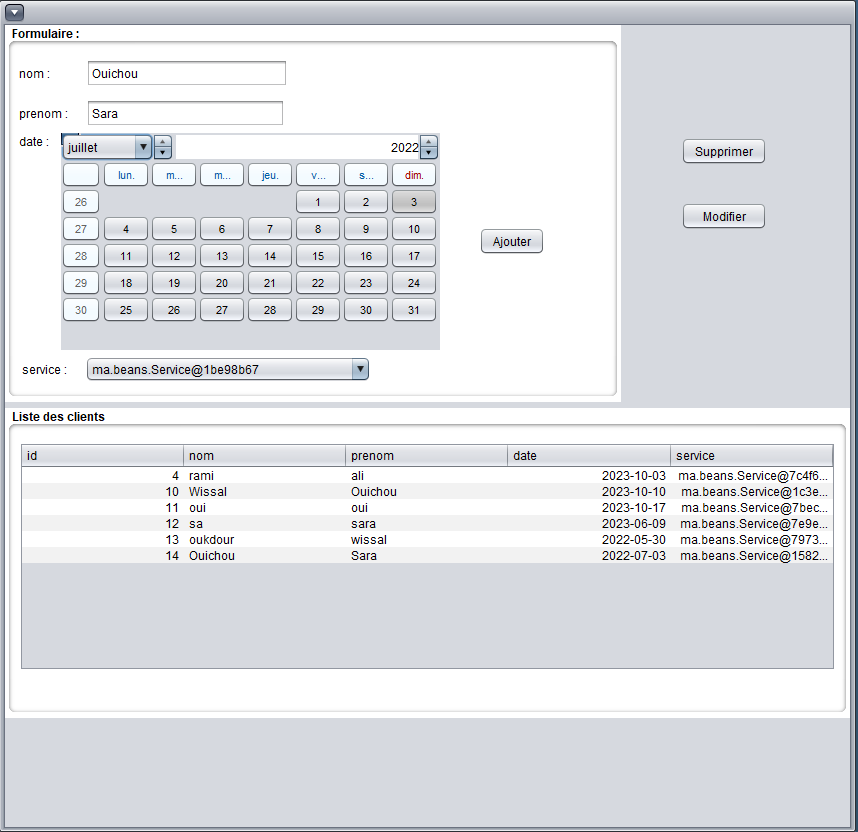 Formulaire :
nom : Ouichou
prenom : Sara
date : juillet 2022
lun. m... m... jeu. v... s... dim.
26 1 2 3
27 4 5 6 7 8 9 10
28 11 12 13 14 15 16 17
29 18 19 20 21 22 23 24
30 25 26 27 28 29 30 31
service : ma.beans.Service@1be98b67
Ajouter
Supprimer
Modifier
Liste des clients
id nom prenom date service
4 rami ali 2023-10-03 ma.beans.Service@7c4f6...
10 Wissal Ouichou 2023-10-10 ma.beans.Service@1c3e...
11 oui oui 2023-10-17 ma.beans.Service@7bec...
12 sa sara 2023-06-09 ma.beans.Service@7e9e...
13 oukdour wissal 2022-05-30 ma.beans.Service@7973...
14 Ouichou Sara 2022-07-03 ma.beans.Service@1582...